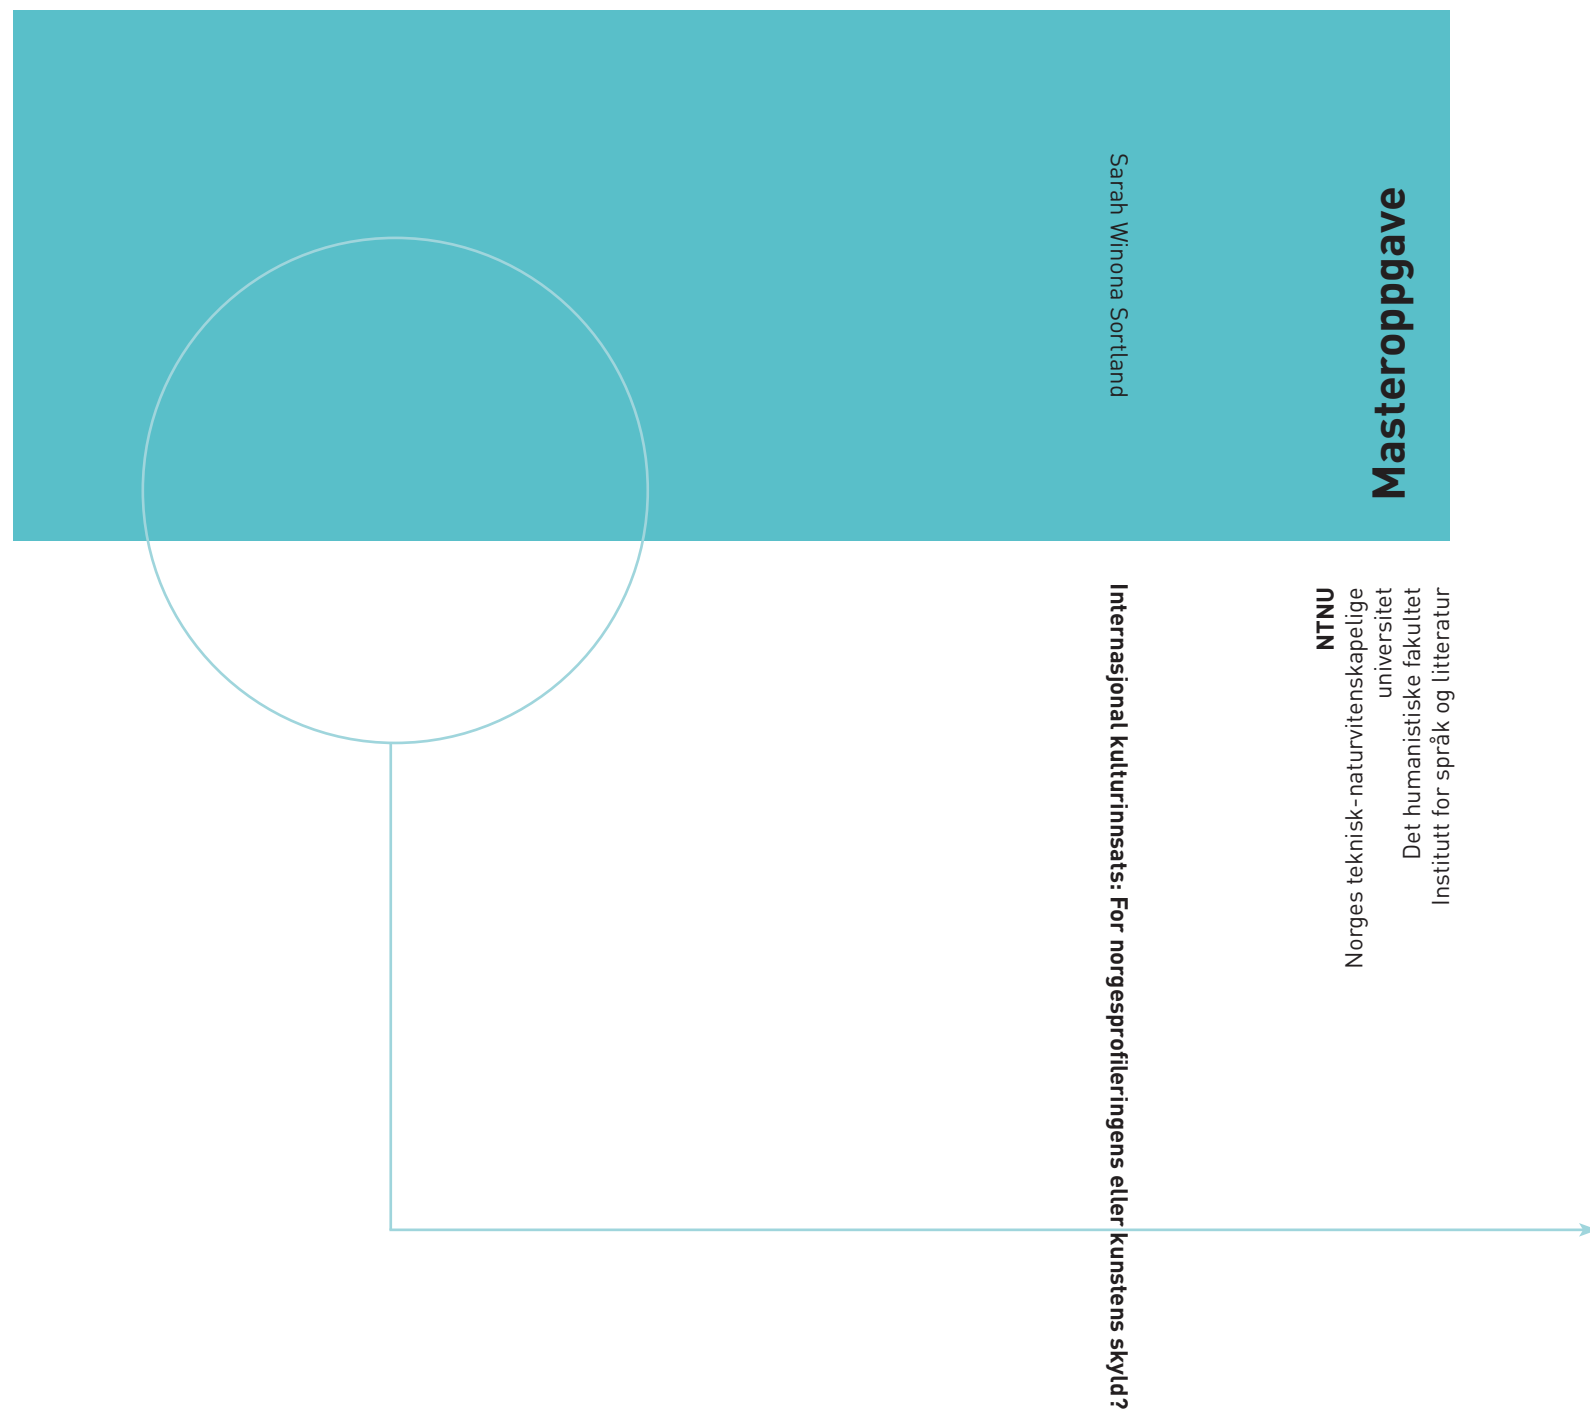 Sarah Winona Sortland
Internasjonal kulturinnsats: For norgesprofileringens eller kunstens skyld?
Masteroppgave
NTNU
Norges teknisk-naturvitenskapelige
universitet
Det humanistiske fakultet
Institutt for språk og litteratur